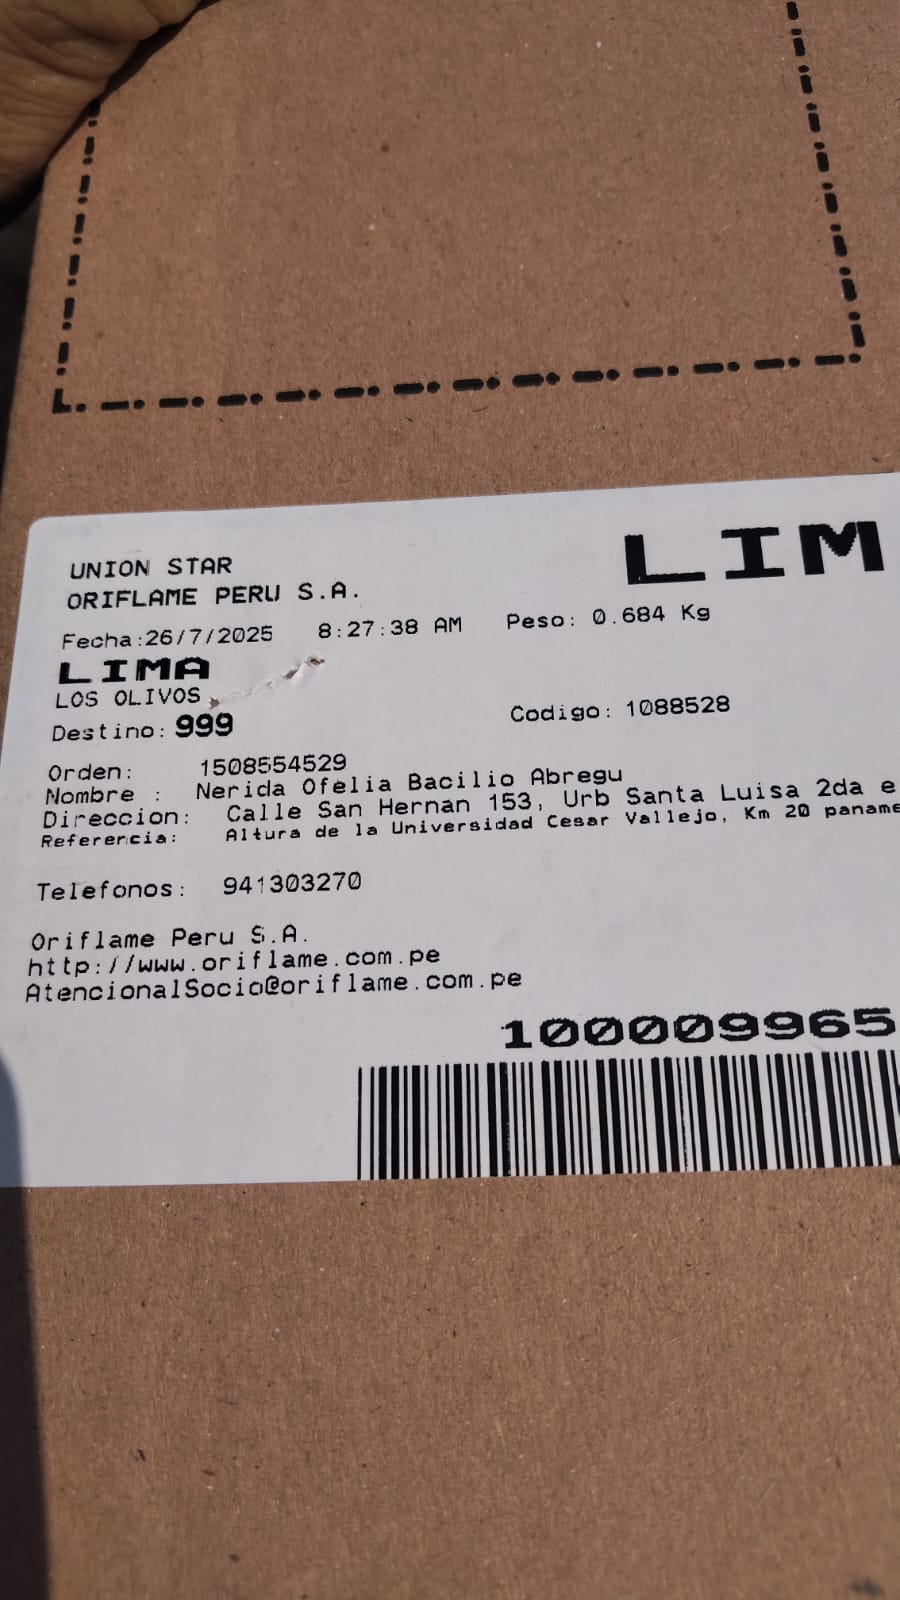 LIM
UNION STAR
ORIFLAME PERU S.A.
Fecha:26/7/2025 8:27:38 AM Peso: 0.684 Kg
LIMA
LOS OLIVOS
Destino: 999 Codigo: 1088528
Orden: 1508554529
Nombre : Nerida Ofelia Bacilio Abregu
Direccion: Calle San Hernan 153, Urb Santa Luisa 2da e
Referencia: Altura de la Universidad Cesar Vallejo, Km 20 paname
Telefonos: 941303270
Oriflame Peru S.A.
http://www.oriflame.com.pe
AtencionalSocio@oriflame.com.pe
100009965